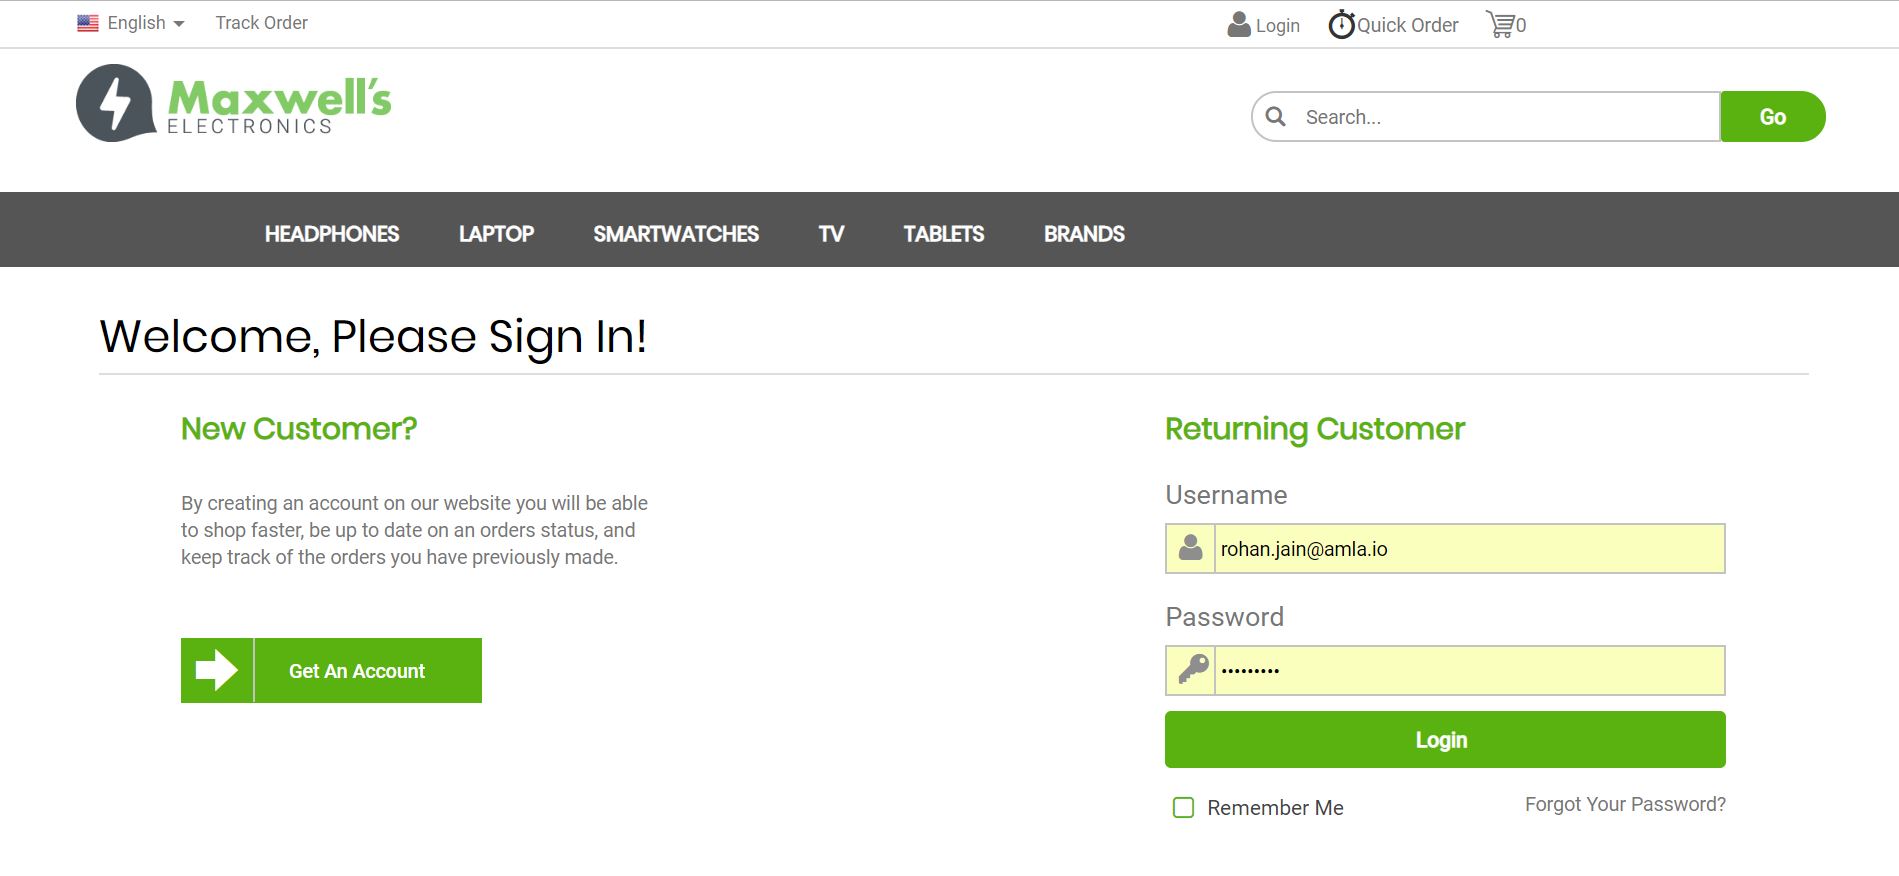 English
Track Order
Login
Quick Order
0
Maxwell's
ELECTRONICS
Search...
Go
HEADPHONES
LAPTOP
SMARTWATCHES
TV
TABLETS
BRANDS
Welcome, Please Sign In!
New Customer?
By creating an account on our website you will be able
to shop faster, be up to date on an orders status, and
keep track of the orders you have previously made.
Get An Account
Returning Customer
Username
rohan.jain@amla.io
Password
•••••••••
Login
Remember Me
Forgot Your Password?